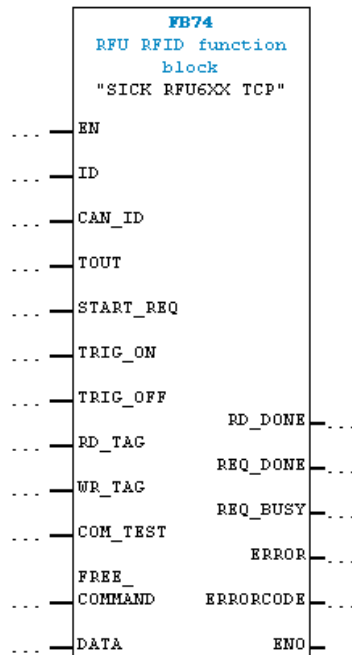 FB74
RFU RFID function
block
"SICK RFU6XX TCP"
... EN
... ID
... CAN_ID
... TOUT
... START_REQ
... TRIG_ON
... TRIG_OFF
RD_DONE ...
... RD_TAG
REQ_DONE ...
... WR_TAG
REQ_BUSY ...
... COM_TEST
ERROR ...
FREE_
... COMMAND ERRORCODE ...
... DATA ENO